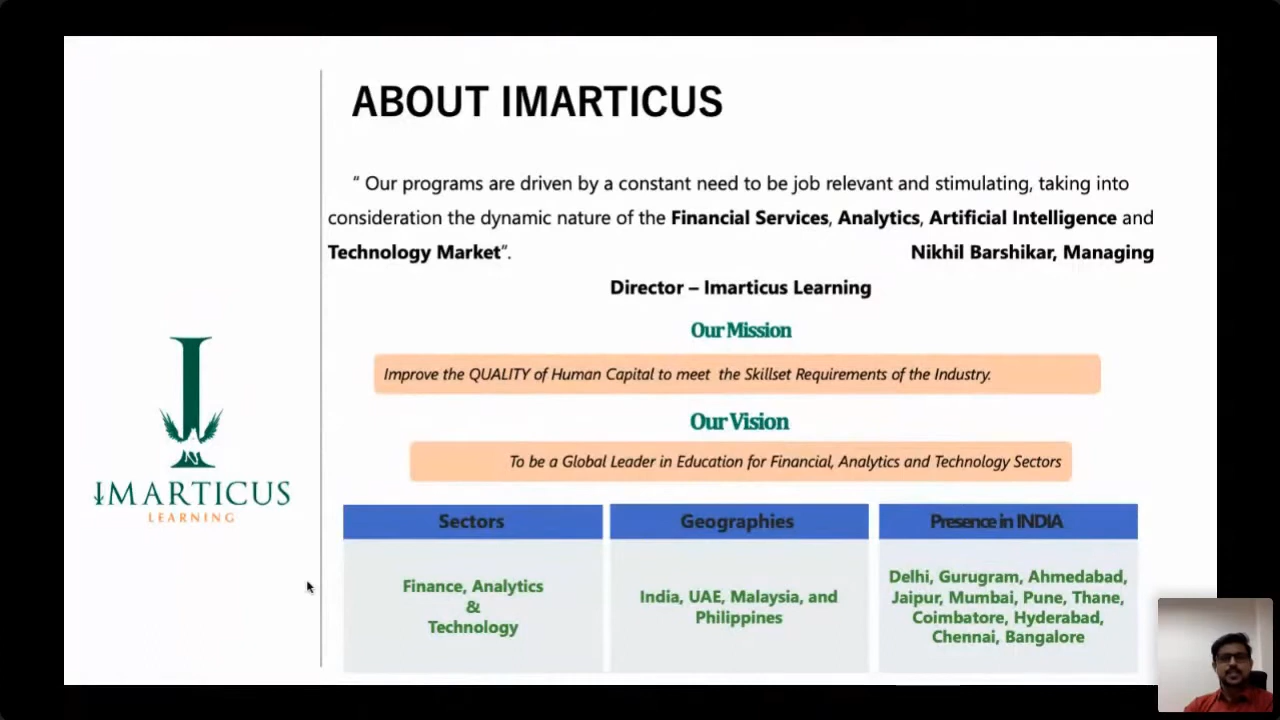 ABOUT IMARTICUS
“ Our programs are driven by a constant need to be job relevant and stimulating, taking into
consideration the dynamic nature of the Financial Services, Analytics, Artificial Intelligence and
Technology Market”. Nikhil Barshikar, Managing
Director – Imarticus Learning
Our Mission
Improve the QUALITY of Human Capital to meet the Skillset Requirements of the Industry.
Our Vision
To be a Global Leader in Education for Financial, Analytics and Technology Sectors
IMARTICUS
LEARNING
Sectors
Finance, Analytics
&
Technology
Geographies
India, UAE, Malaysia, and
Philippines
Presence in INDIA
Delhi, Gurugram, Ahmedabad,
Jaipur, Mumbai, Pune, Thane,
Coimbatore, Hyderabad,
Chennai, Bangalore